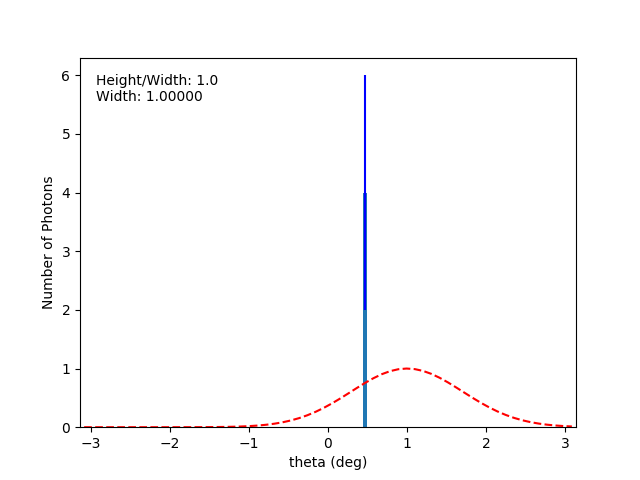 Height/Width: 1.0
Width: 1.00000
6
5
4
3
2
1
0
Number of Photons
−3 −2 −1 0 1 2 3
theta (deg)